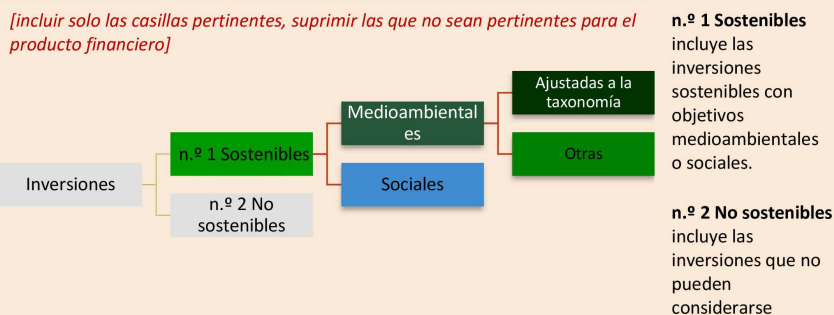 [incluir solo las casillas pertinentes, suprimir las que no sean pertinentes para el
producto financiero]
Inversiones
n.º 1 Sostenibles
n.º 2 No
sostenibles
Medioambiental
es
Sociales
Ajustadas a la
taxonomía
Otras
n.º 1 Sostenibles
incluye las
inversiones
sostenibles con
objetivos
medioambientales
o sociales.
n.º 2 No sostenibles
incluye las
inversiones que no
pueden
considerarse